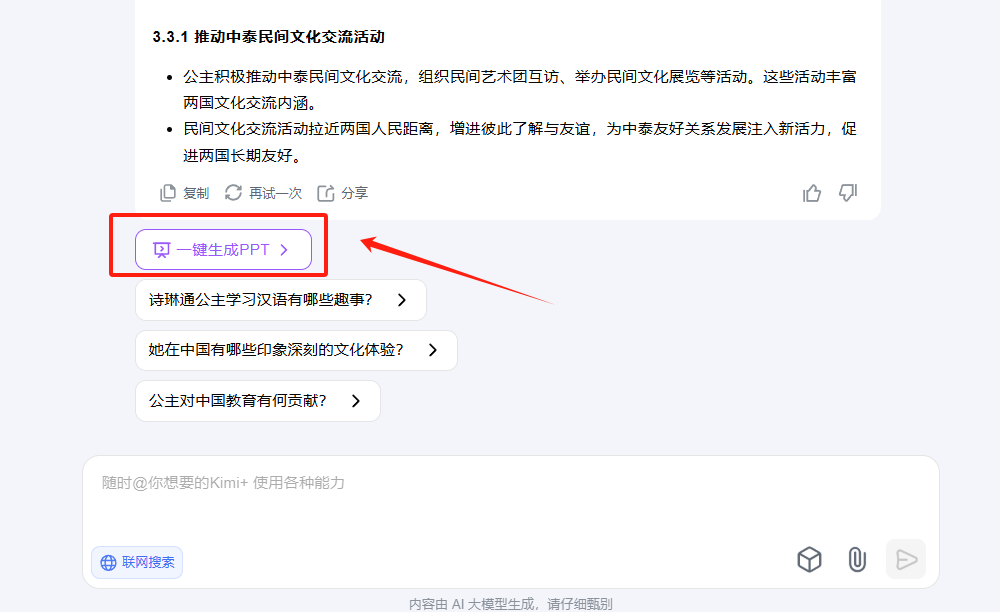 3.3.1 推动中泰民间文化交流活动
公主积极推动中泰民间文化交流，组织民间艺术团互访、举办民间文化展览等活动。这些活动丰富
两国文化交流内涵。
民间文化交流活动拉近两国人民距离，增进彼此了解与友谊，为中泰友好关系发展注入新活力，促
进两国长期友好。
复制 再试一次 分享
一键生成PPT
诗琳通公主学习汉语有哪些趣事？
她在中国有哪些印象深刻的文化体验？
公主对中国教育有何贡献？
随时@你想要的Kimi+ 使用各种能力
联网搜索
内容由 AI 大模型生成，请仔细甄别